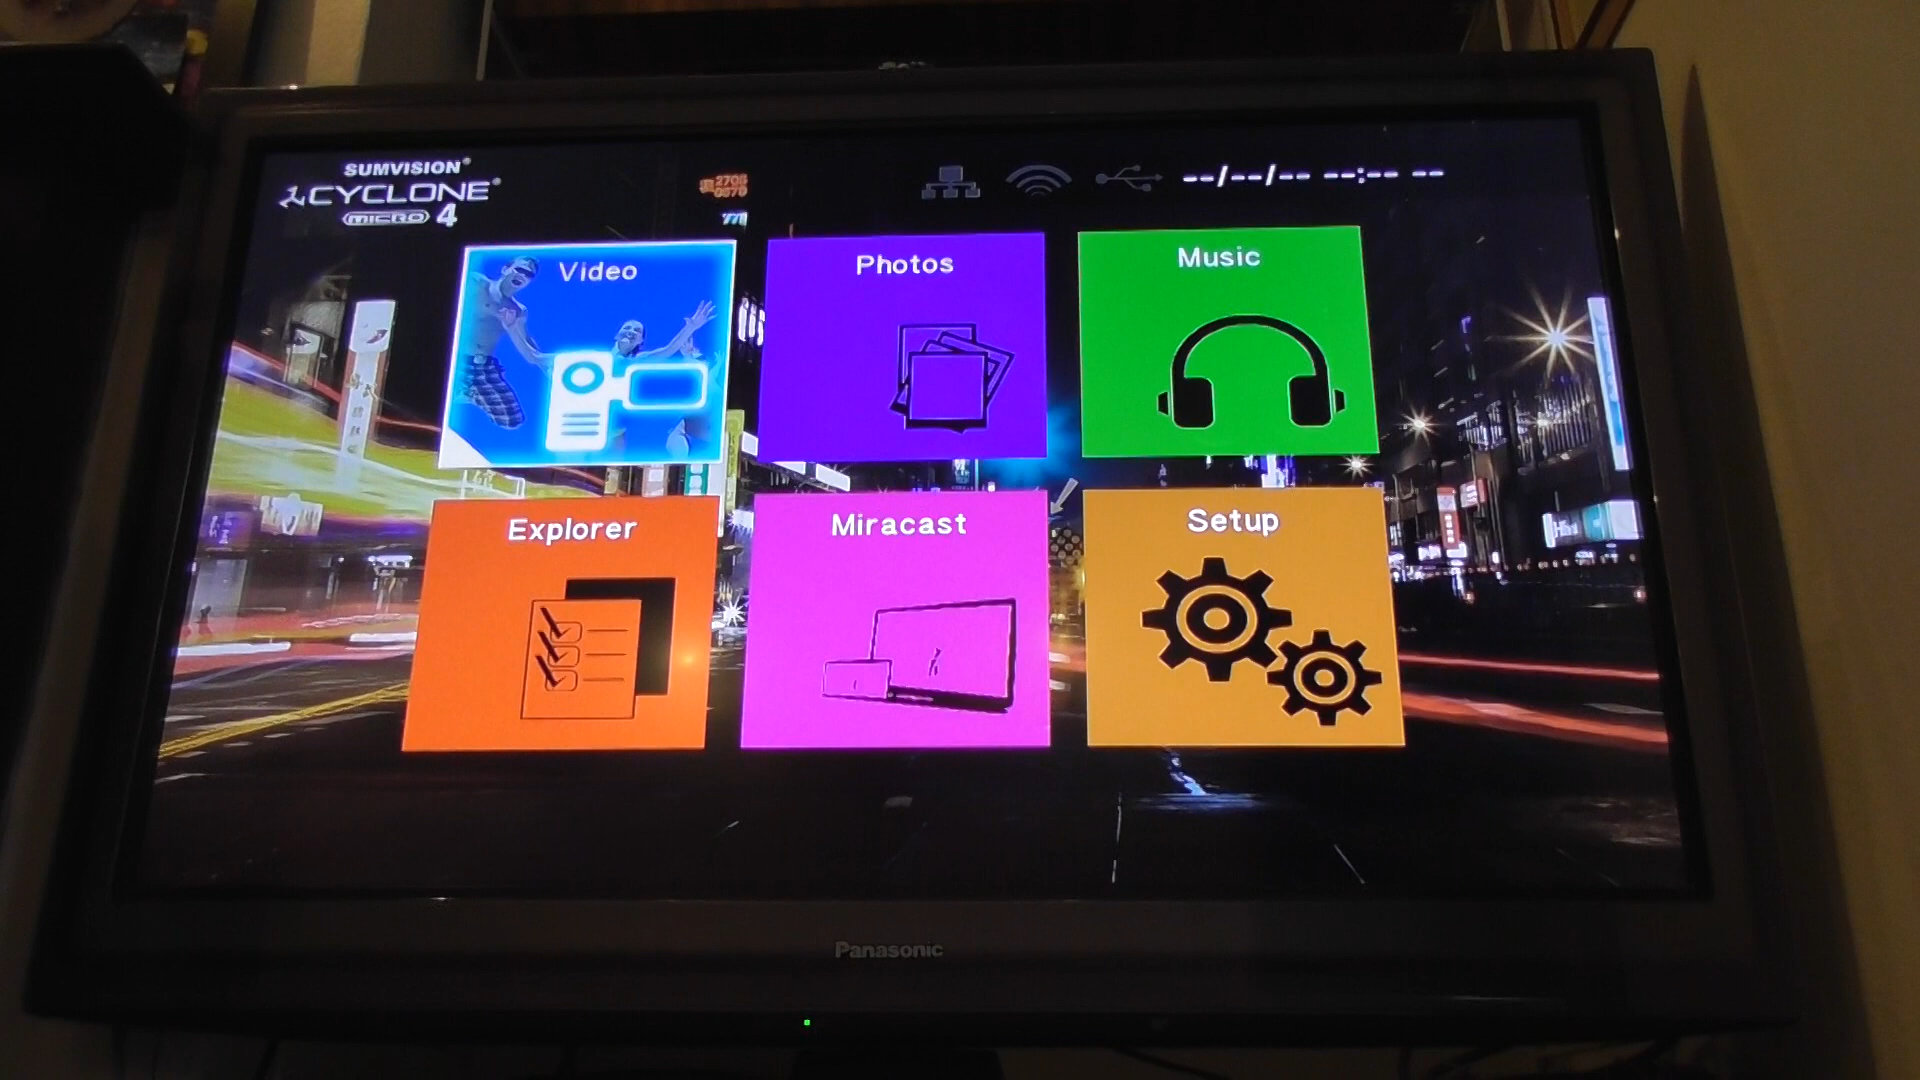 SUMVISION®
CYCLONE®
MICRO 4
--/--/-- --:-- --
Video
Photos
Music
Explorer
Miracast
Setup
Panasonic